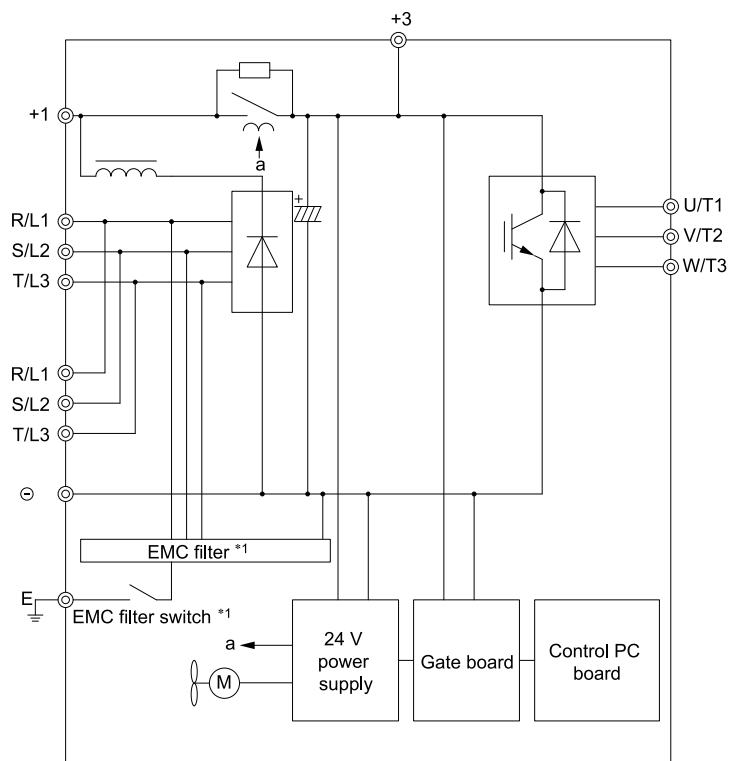 +3
+1
a
R/L1
+
U/T1
S/L2
V/T2
T/L3
W/T3
R/L1
S/L2
T/L3
⊖
EMC filter *1
E
EMC filter switch *1
a
M
24 V
power
supply
Gate board
Control PC
board